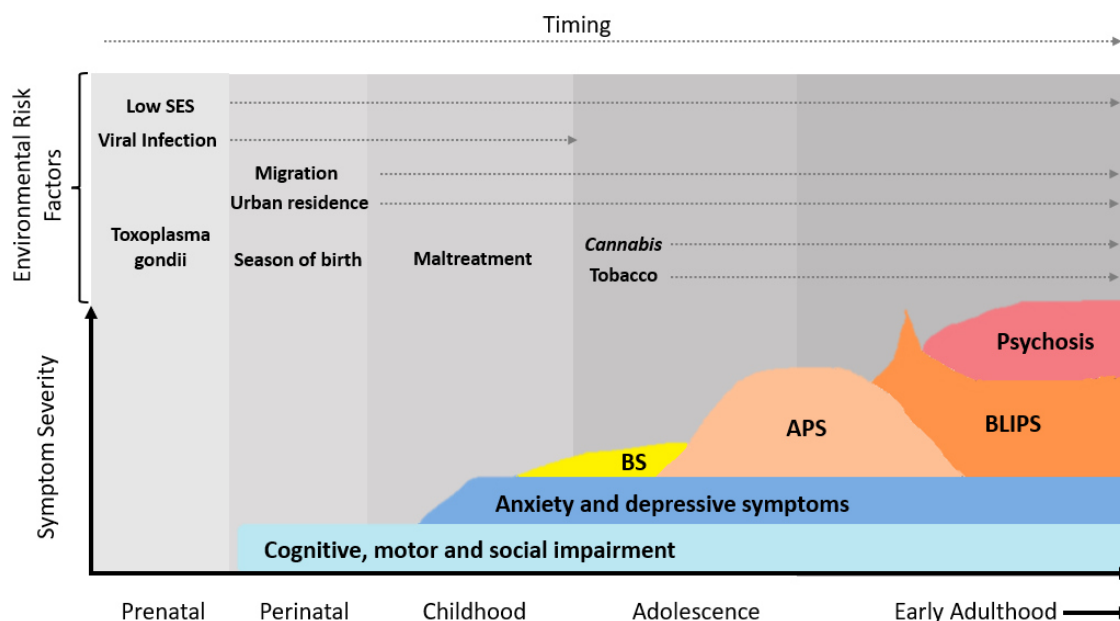 Timing
Environmental Risk
Factors
Low SES
Viral Infection
Migration
Urban residence
Toxoplasma
gondii
Season of birth
Maltreatment
Cannabis
Tobacco
Symptom Severity
Psychosis
APS
BLIPS
BS
Anxiety and depressive symptoms
Cognitive, motor and social impairment
Prenatal
Perinatal
Childhood
Adolescence
Early Adulthood